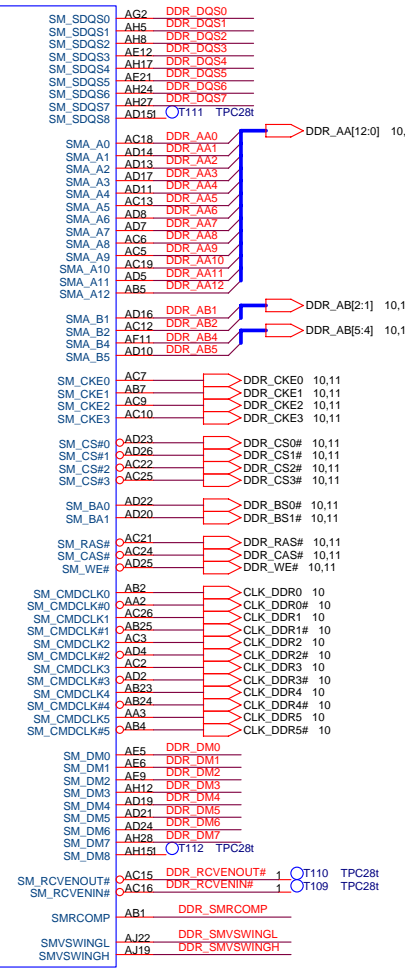 SM_SDQS0 AG2 DDR_DQS0
SM_SDQS1 AH5 DDR_DQS1
SM_SDQS2 AH8 DDR_DQS2
SM_SDQS3 AE12 DDR_DQS3
SM_SDQS4 AH17 DDR_DQS4
SM_SDQS5 AE21 DDR_DQS5
SM_SDQS6 AH24 DDR_DQS6
SM_SDQS7 AH27 DDR_DQS7
SM_SDQS8 AD15 1 T111 TPC28t
SMA_A0 AC18 DDR_AA0 DDR_AA[12:0] 10,
SMA_A1 AD14 DDR_AA1
SMA_A2 AD13 DDR_AA2
SMA_A3 AD17 DDR_AA3
SMA_A4 AD11 DDR_AA4
SMA_A5 AC13 DDR_AA5
SMA_A6 AD8 DDR_AA6
SMA_A7 AD7 DDR_AA7
SMA_A8 AC6 DDR_AA8
SMA_A9 AC5 DDR_AA9
SMA_A10 AC19 DDR_AA10
SMA_A11 AD5 DDR_AA11
SMA_A12 AB5 DDR_AA12
SMA_B1 AD16 DDR_AB1 DDR_AB[2:1] 10,1
SMA_B2 AC12 DDR_AB2
SMA_B4 AF11 DDR_AB4 DDR_AB[5:4] 10,1
SMA_B5 AD10 DDR_AB5
SM_CKE0 AC7 DDR_CKE0 10,11
SM_CKE1 AB7 DDR_CKE1 10,11
SM_CKE2 AC9 DDR_CKE2 10,11
SM_CKE3 AC10 DDR_CKE3 10,11
SM_CS#0 AD23 DDR_CS0# 10,11
SM_CS#1 AD26 DDR_CS1# 10,11
SM_CS#2 AC22 DDR_CS2# 10,11
SM_CS#3 AC25 DDR_CS3# 10,11
SM_BA0 AD22 DDR_BS0# 10,11
SM_BA1 AD20 DDR_BS1# 10,11
SM_RAS# AC21 DDR_RAS# 10,11
SM_CAS# AC24 DDR_CAS# 10,11
SM_WE# AD25 DDR_WE# 10,11
SM_CMDCLK0 AB2 CLK_DDR0 10
SM_CMDCLK#0 AA2 CLK_DDR0# 10
SM_CMDCLK1 AC26 CLK_DDR1 10
SM_CMDCLK#1 AB25 CLK_DDR1# 10
SM_CMDCLK2 AC3 CLK_DDR2 10
SM_CMDCLK#2 AD4 CLK_DDR2# 10
SM_CMDCLK3 AC2 CLK_DDR3 10
SM_CMDCLK#3 AD2 CLK_DDR3# 10
SM_CMDCLK4 AB23 CLK_DDR4 10
SM_CMDCLK#4 AB24 CLK_DDR4# 10
SM_CMDCLK5 AA3 CLK_DDR5 10
SM_CMDCLK#5 AB4 CLK_DDR5# 10
SM_DM0 AE5 DDR_DM0
SM_DM1 AE6 DDR_DM1
SM_DM2 AE9 DDR_DM2
SM_DM3 AH12 DDR_DM3
SM_DM4 AD19 DDR_DM4
SM_DM5 AD21 DDR_DM5
SM_DM6 AD24 DDR_DM6
SM_DM7 AH28 DDR_DM7
SM_DM8 AH15 1 T112 TPC28t
SM_RCVENOUT# AC15 DDR_RCVENOUT# 1 T110 TPC28t
SM_RCVENIN# AC16 DDR_RCVENIN# 1 T109 TPC28t
SMRCOMP AB1 DDR_SMRCOMP
SMVSWINGL AJ22 DDR_SMVSWINGL
SMVSWINGH AJ19 DDR_SMVSWINGH